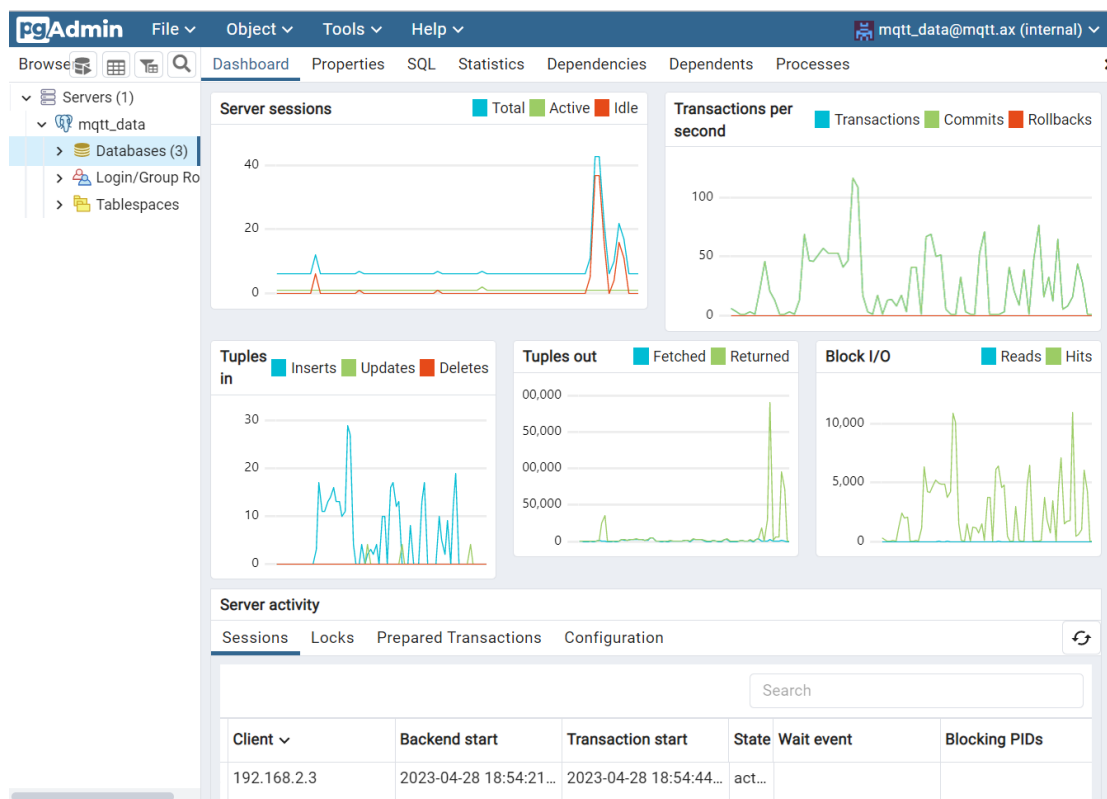 pgAdmin File Object Tools Help mqtt_data@mqtt.ax (internal)
Browse Dashboard Properties SQL Statistics Dependencies Dependents Processes
Servers (1)
mqtt_data
Databases (3)
Login/Group Ro
Tablespaces
Server sessions Total Active Idle
40
20
0
Transactions per
second
Transactions Commits Rollbacks
100
50
0
Tuples
in
Inserts Updates Deletes
30
20
10
0
Tuples out Fetched Returned
00,000
50,000
00,000
50,000
0
Block I/O Reads Hits
10,000
5,000
0
Server activity
Sessions Locks Prepared Transactions Configuration
Search
Client Backend start Transaction start State Wait event Blocking PIDs
192.168.2.3 2023-04-28 18:54:21... 2023-04-28 18:54:44... act...